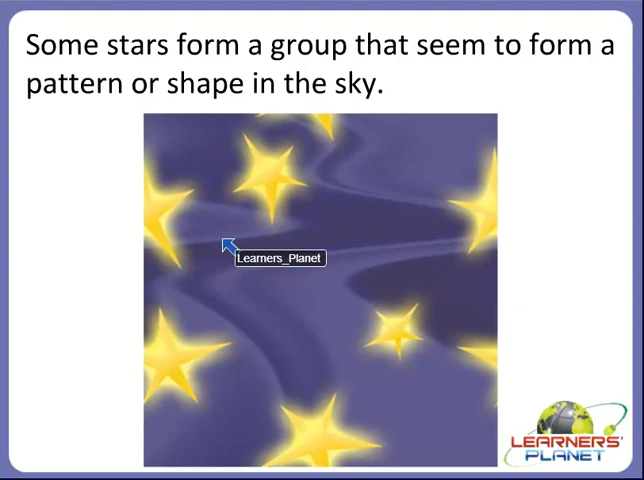 Some stars form a group that seem to form a
pattern or shape in the sky.
Learners_Planet
LEARNERS'
PLANET